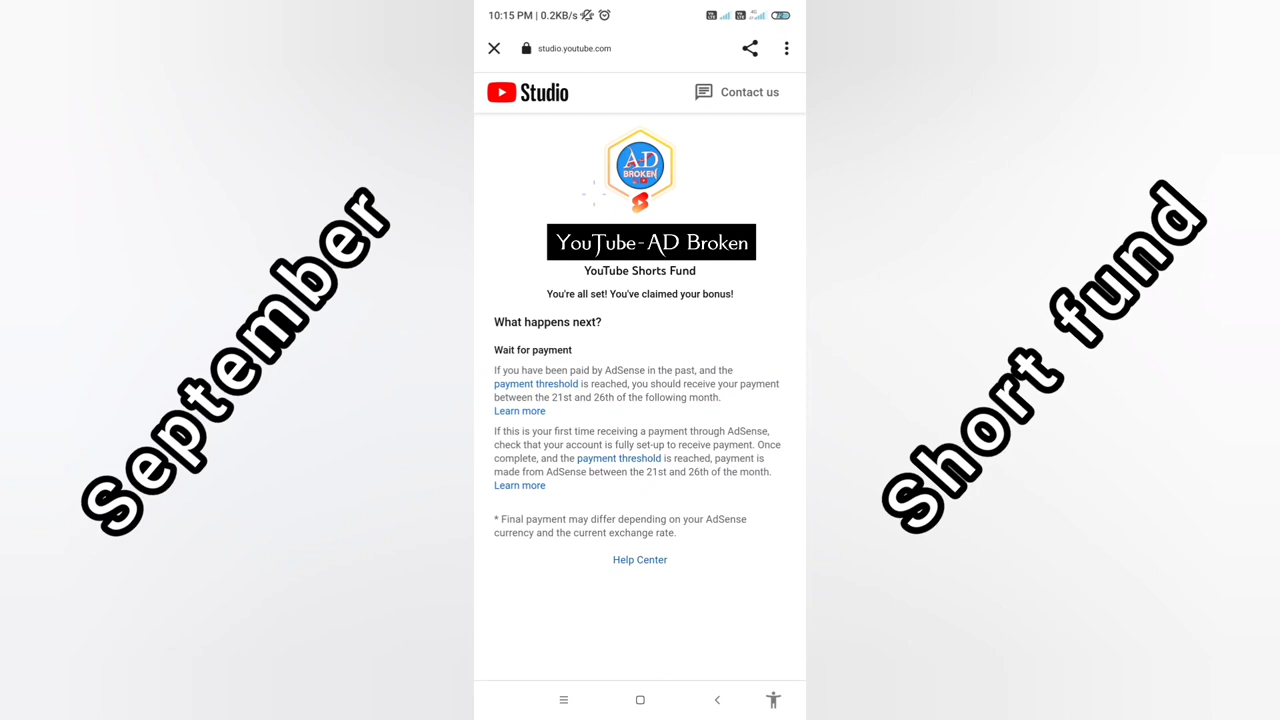 10:15 PM | 0.2KB/s
studio.youtube.com
Studio
Contact us
AD
BROKEN
YouTube-AD Broken
YouTube Shorts Fund
You're all set! You've claimed your bonus!
What happens next?
Wait for payment
If you have been paid by AdSense in the past, and the
payment threshold is reached, you should receive your payment
between the 21st and 26th of the following month.
Learn more
If this is your first time receiving a payment through AdSense,
check that your account is fully set-up to receive payment. Once
complete, and the payment threshold is reached, payment is
made from AdSense between the 21st and 26th of the month.
Learn more
* Final payment may differ depending on your AdSense
currency and the current exchange rate.
Help Center
September
Short fund